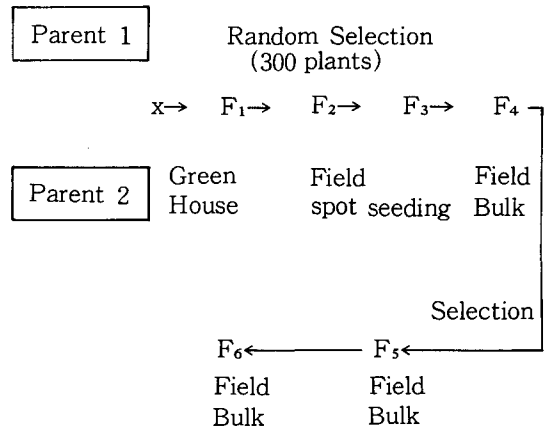 Parent 1
Random Selection
(300 plants)
x→ F₁→ F₂→ F₃→ F₄
Parent 2
Green House
Field spot seeding
Field Bulk
Selection
F₆← F₅←
Field Bulk
Field Bulk